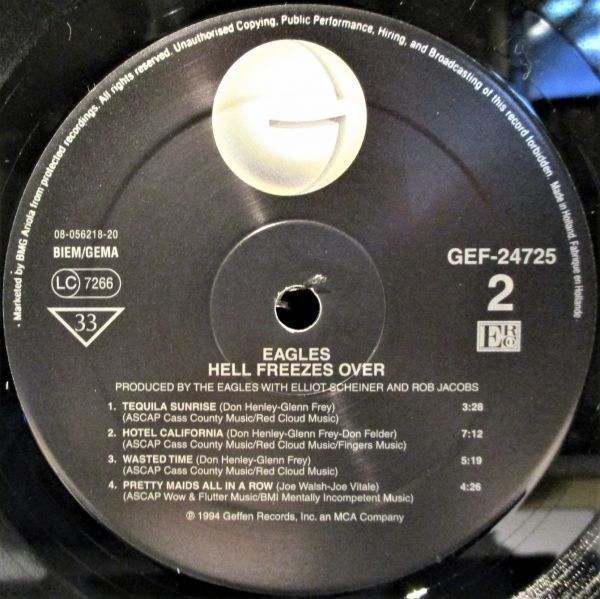 · Marketed by BMG Ariola from protected recordings. All rights reserved. Unauthorised Copying, Public Performance, Hiring, and Broadcasting of this record forbidden. Made in Holland. Fabrique en Hollande ·
08-056218-20
BIEM/GEMA
LC 7266
33
GEF-24725
2
EAGLES
HELL FREEZES OVER
PRODUCED BY THE EAGLES WITH ELLIOT SCHEINER AND ROB JACOBS
1. TEQUILA SUNRISE (Don Henley-Glenn Frey) 3:28
(ASCAP Cass County Music/Red Cloud Music)
2. HOTEL CALIFORNIA (Don Henley-Glenn Frey-Don Felder) 7:12
(ASCAP Cass County Music/Red Cloud Music/Fingers Music)
3. WASTED TIME (Don Henley-Glenn Frey) 5:19
(ASCAP Cass County Music/Red Cloud Music)
4. PRETTY MAIDS ALL IN A ROW (Joe Walsh-Joe Vitale) 4:26
(ASCAP Wow & Flutter Music/BMI Mentally Incompetent Music)
℗ 1994 Geffen Records, Inc. an MCA Company